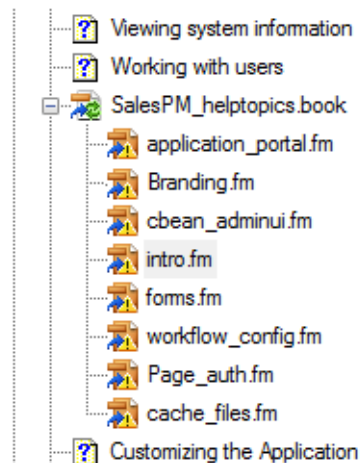 Viewing system information
Working with users
SalesPM_helptopics.book
application_portal.fm
Branding.fm
cbean_adminui.fm
intro.fm
forms.fm
workflow_config.fm
Page_auth.fm
cache_files.fm
Customizing the Application